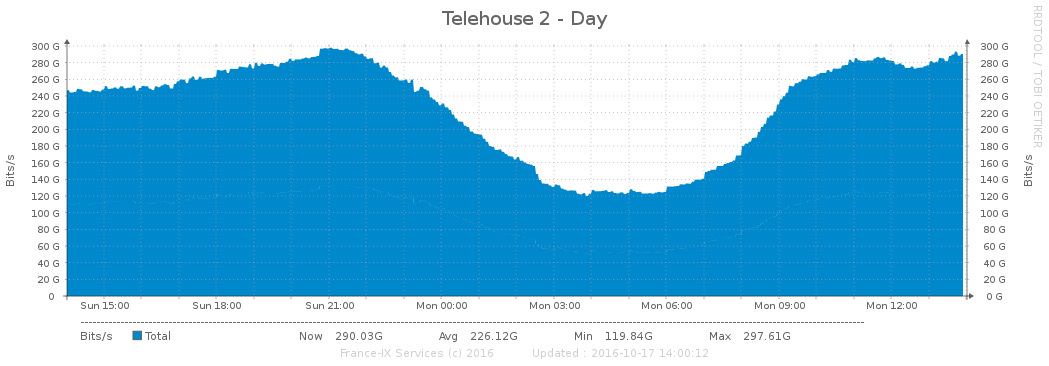 Telehouse 2 - Day
RRDTOOL / TOBI OETIKER
Bits/s
300 G 300 G
280 G 280 G
260 G 260 G
240 G 240 G
220 G 220 G
200 G 200 G
180 G 180 G
160 G 160 G
140 G 140 G
120 G 120 G
100 G 100 G
80 G 80 G
60 G 60 G
40 G 40 G
20 G 20 G
0 0 G
Bits/s
Sun 15:00 Sun 18:00 Sun 21:00 Mon 00:00 Mon 03:00 Mon 06:00 Mon 09:00 Mon 12:00
Bits/s Total Now 290.03G Avg 226.12G Min 119.84G Max 297.61G
France-IX Services (c) 2016 Updated : 2016-10-17 14:00:12